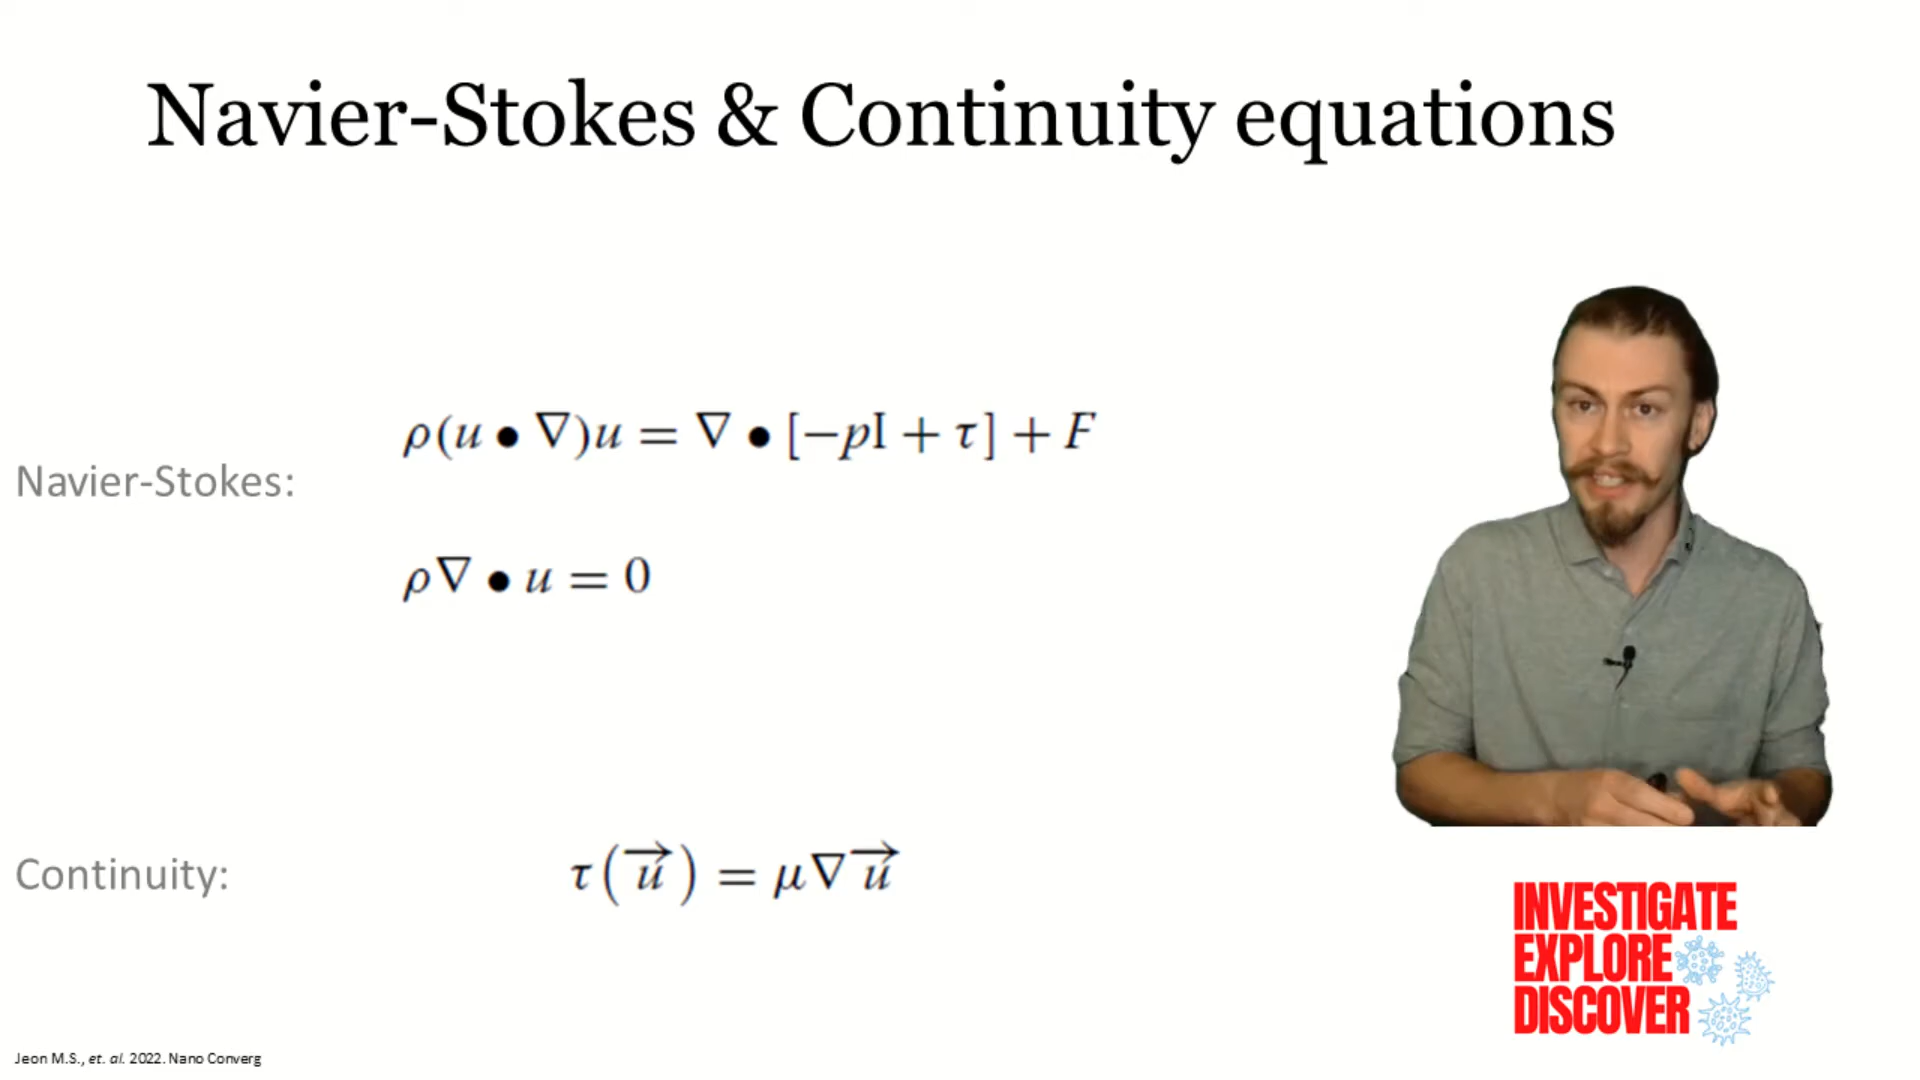 Navier-Stokes & Continuity equations
ρ(u • ∇)u = ∇ • [−pI + τ] + F
Navier-Stokes:
ρ∇ • u = 0
Continuity:
τ(u⃗) = μ∇u⃗
INVESTIGATE
EXPLORE
DISCOVER
Jeon M.S., et. al. 2022. Nano Converg